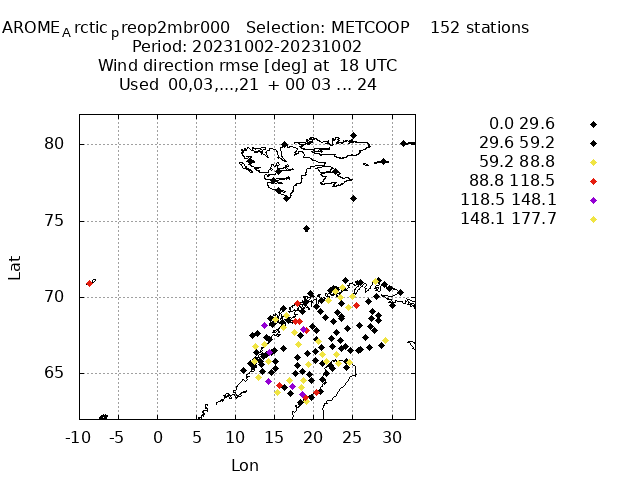 AROME_A rctic _preop2mbr000 Selection: METCOOP 152 stations
Period: 20231002-20231002
Wind direction rmse [deg] at 18 UTC
Used 00,03,...,21 + 00 03 ... 24
0.0 29.6
29.6 59.2
59.2 88.8
88.8 118.5
118.5 148.1
148.1 177.7
80
75
70
65
Lat
-10 -5 0 5 10 15 20 25 30
Lon